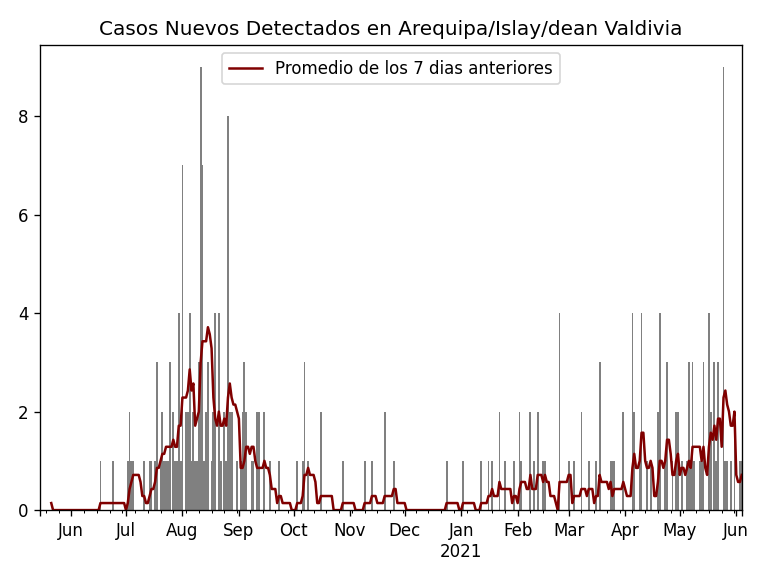 Casos Nuevos Detectados en Arequipa/Islay/dean Valdivia
Promedio de los 7 dias anteriores
8
6
4
2
0
Jun Jul Aug Sep Oct Nov Dec Jan Feb Mar Apr May Jun
2021